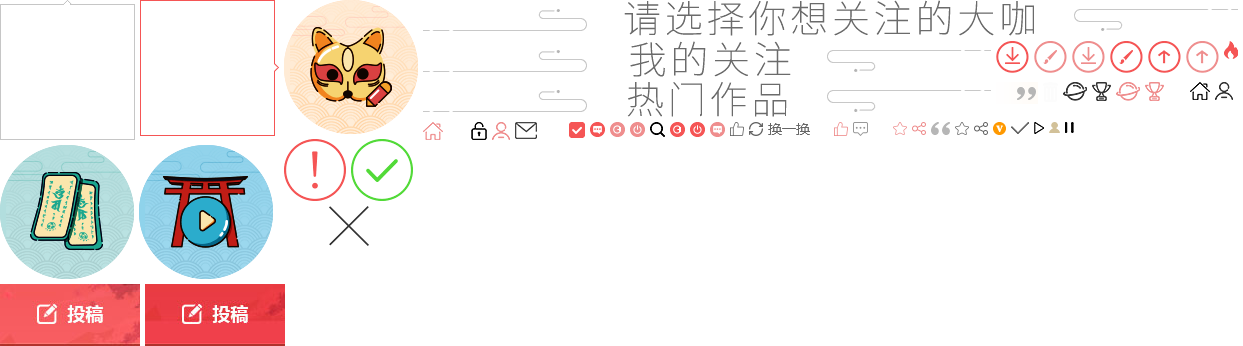 请选择你想关注的大咖
我的关注
热门作品
换一换
投稿
投稿